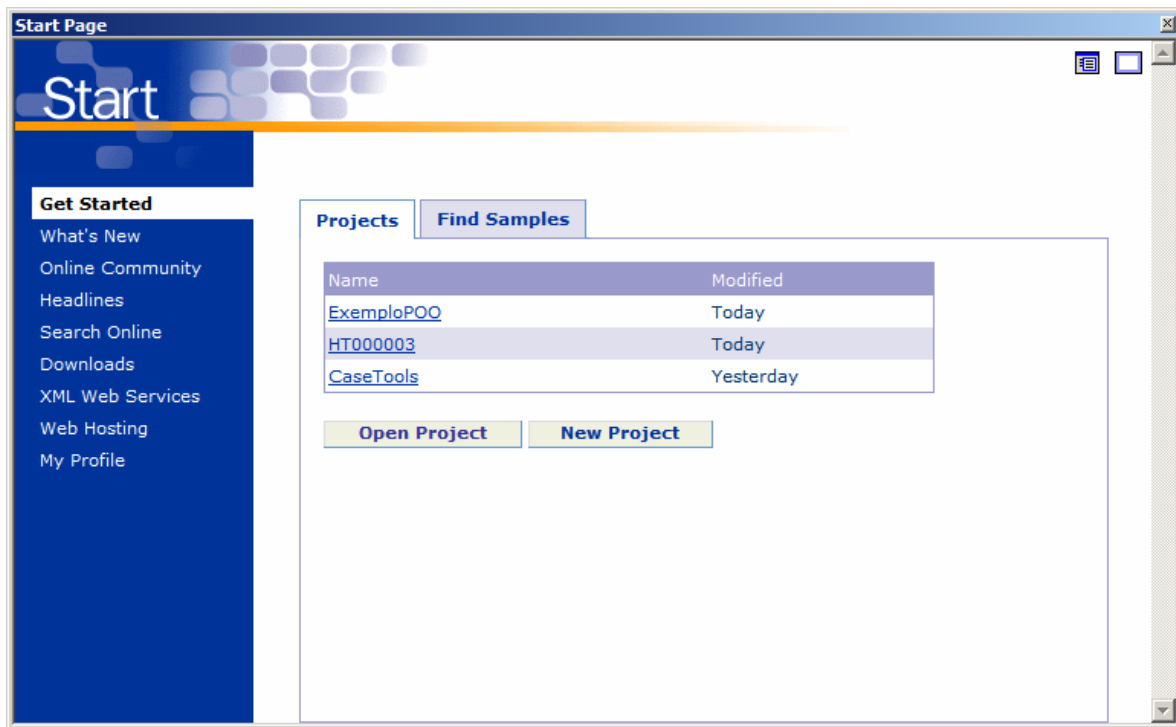 Start Page
Start
Get Started
What's New
Online Community
Headlines
Search Online
Downloads
XML Web Services
Web Hosting
My Profile
Projects
Find Samples
Name Modified
ExemploPOO Today
HT000003 Today
CaseTools Yesterday
Open Project New Project